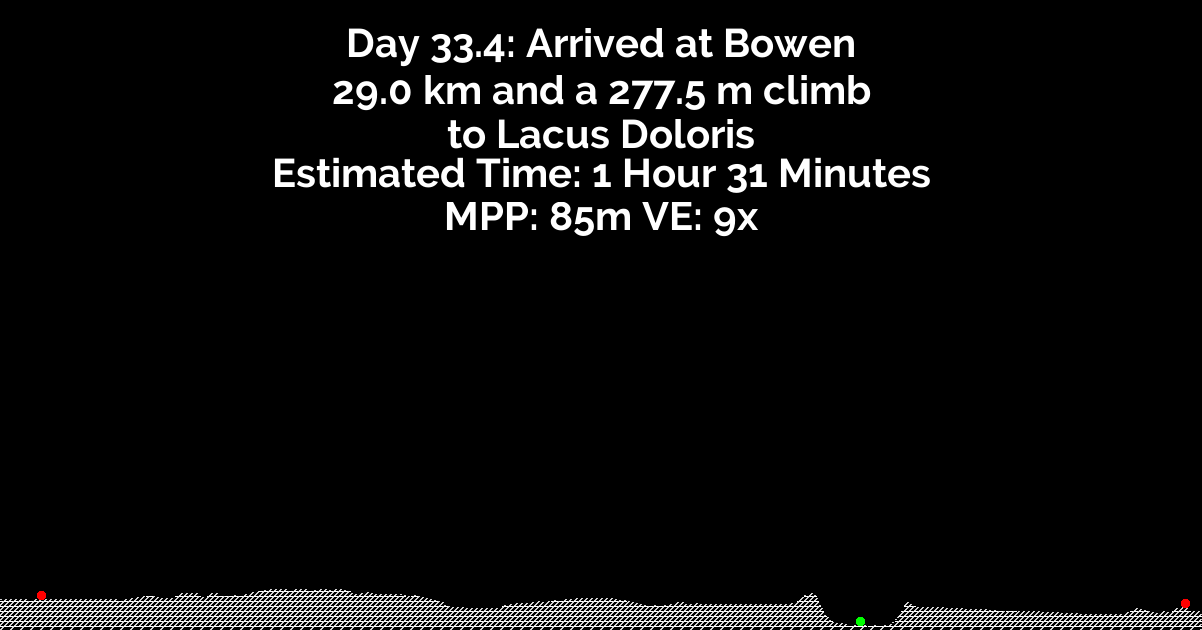 Day 33.4: Arrived at Bowen
29.0 km and a 277.5 m climb
to Lacus Doloris
Estimated Time: 1 Hour 31 Minutes
MPP: 85m VE: 9x